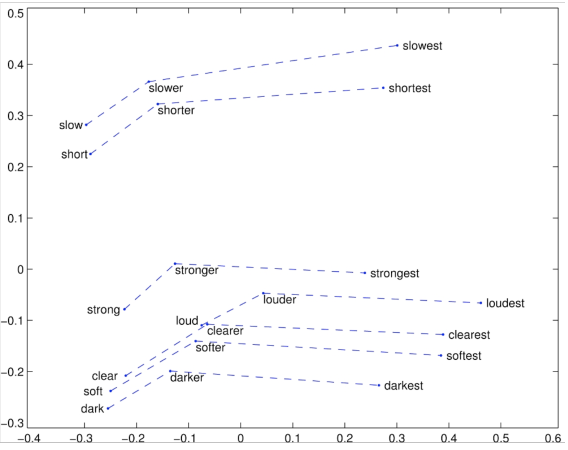 0.5
slowest
0.4
slower
shortest
0.3
shorter
slow
short
0.2
0.1
0
stronger
strongest
louder
loudest
strong
−0.1
loud
clearer
clearest
softer
softest
−0.2
clear
darker
darkest
soft
dark
−0.3
−0.4 −0.3 −0.2 −0.1 0 0.1 0.2 0.3 0.4 0.5 0.6